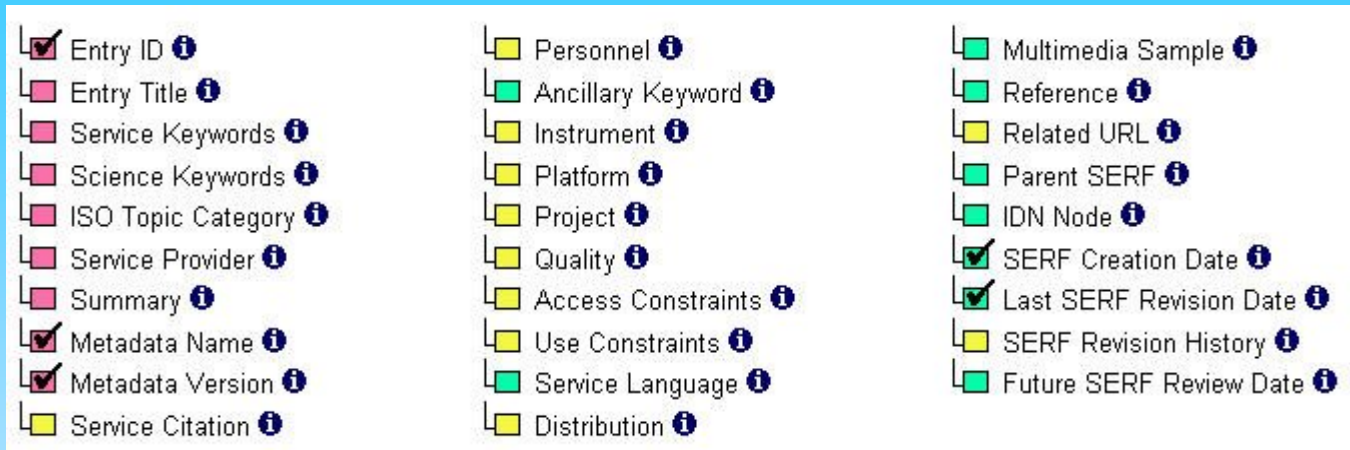 Entry ID
Entry Title
Service Keywords
Science Keywords
ISO Topic Category
Service Provider
Summary
Metadata Name
Metadata Version
Service Citation
Personnel
Ancillary Keyword
Instrument
Platform
Project
Quality
Access Constraints
Use Constraints
Service Language
Distribution
Multimedia Sample
Reference
Related URL
Parent SERF
IDN Node
SERF Creation Date
Last SERF Revision Date
SERF Revision History
Future SERF Review Date